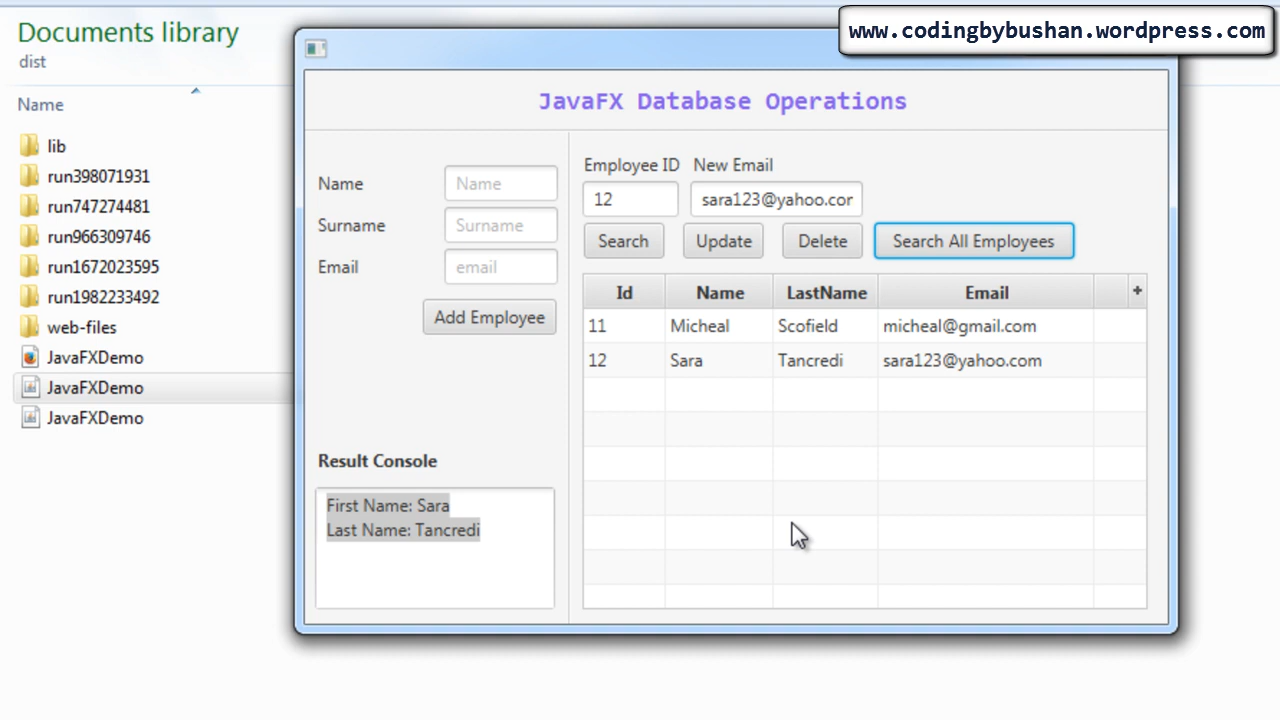 www.codingbybushan.wordpress.com
Documents library
dist
Name
lib
run398071931
run747274481
run966309746
run1672023595
run1982233492
web-files
JavaFXDemo
JavaFXDemo
JavaFXDemo
JavaFX Database Operations
Name Name
Surname Surname
Email email
Add Employee
Result Console
First Name: Sara
Last Name: Tancredi
Employee ID New Email
12 sara123@yahoo.cor
Search Update Delete Search All Employees
Id Name LastName Email +
11 Micheal Scofield micheal@gmail.com
12 Sara Tancredi sara123@yahoo.com